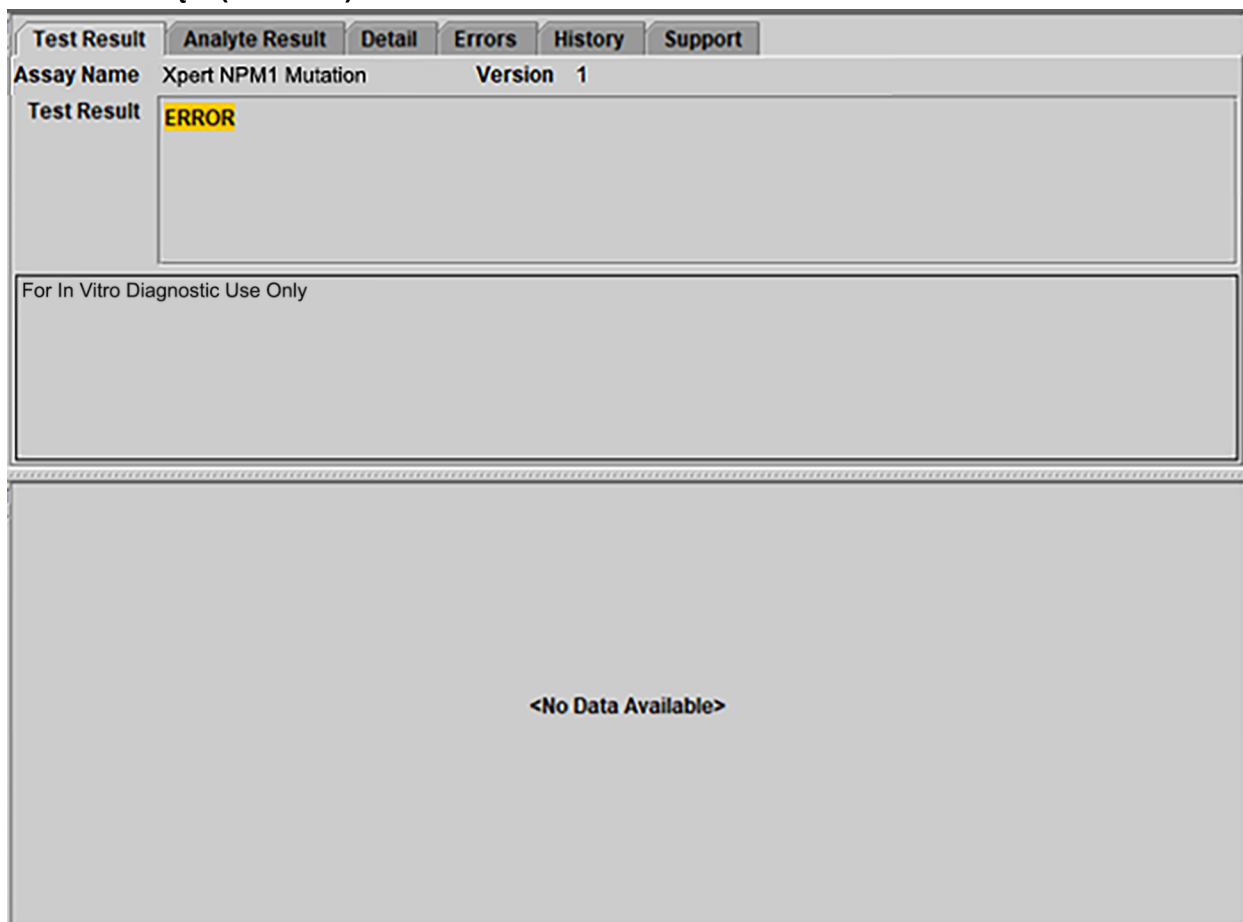 Test Result Analyte Result Detail Errors History Support
Assay Name Xpert NPM1 Mutation Version 1
Test Result ERROR
For In Vitro Diagnostic Use Only
<No Data Available>